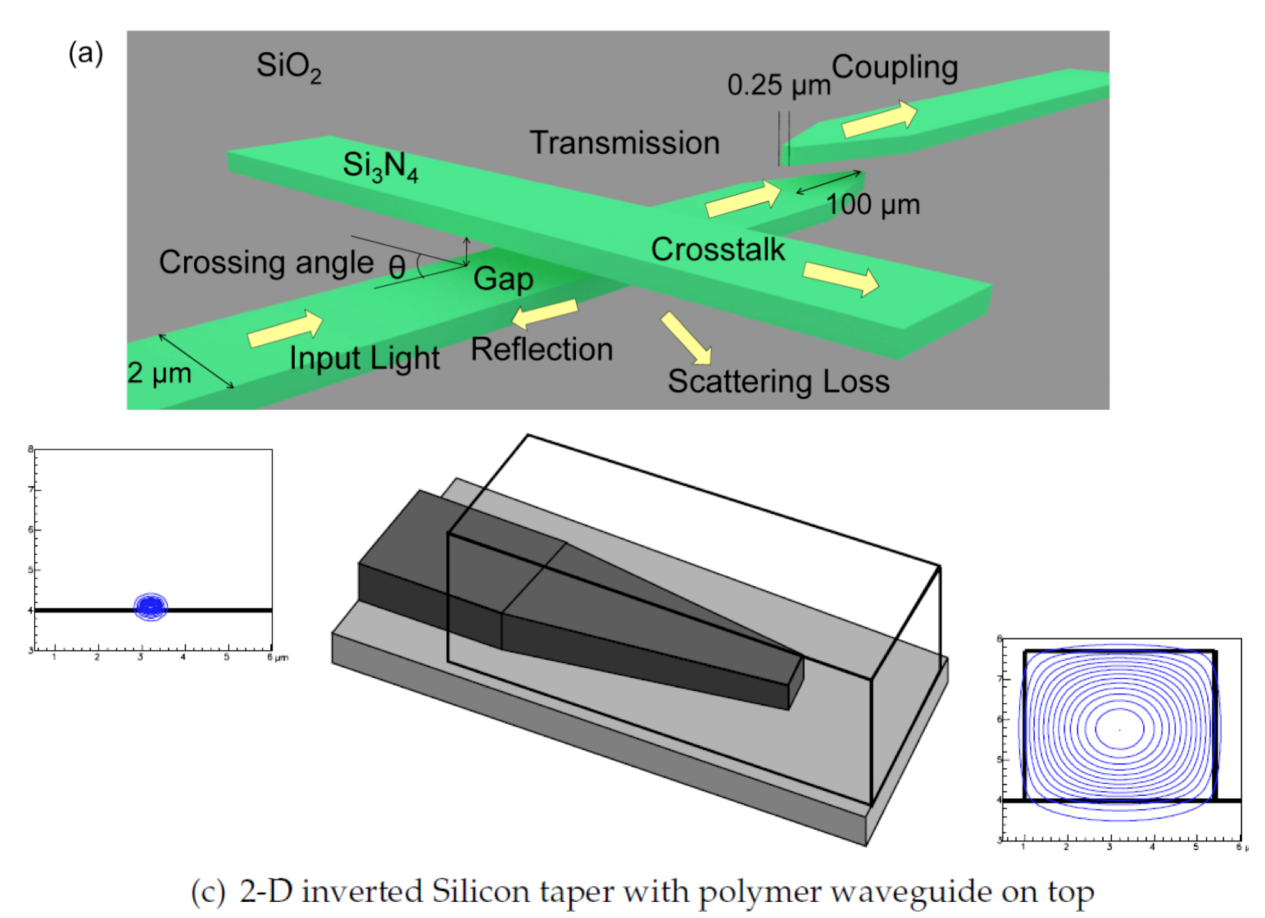 (a)
SiO₂
Coupling
0.25 µm
Transmission
Si₃N₄
100 µm
Crosstalk
Crossing angle θ
Gap
Reflection
Input Light
2 µm
Scattering Loss
8
7
6
5
4
3
1 2 3 4 5 6 µm
8
7
6
5
4
3
1 2 3 4 5 6 µ
(c) 2-D inverted Silicon taper with polymer waveguide on top